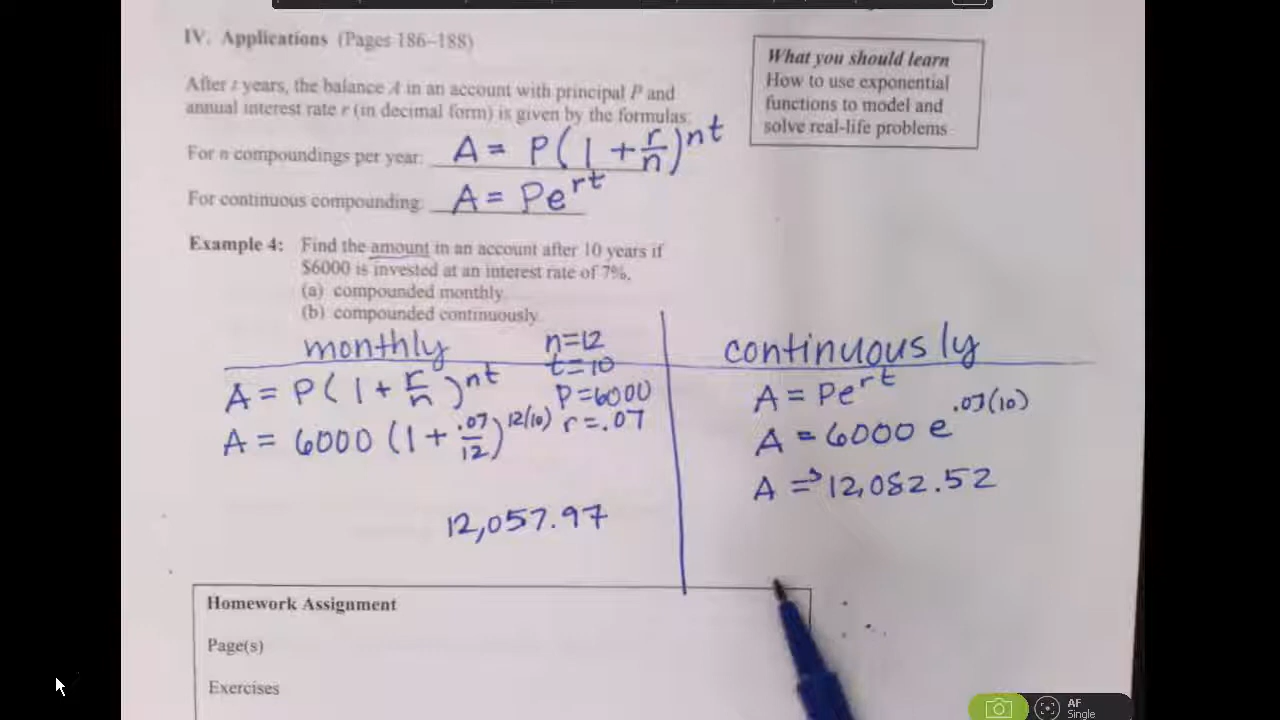 IV. Applications (Pages 186–188)
What you should learn
How to use exponential
functions to model and
solve real-life problems
After t years, the balance A in an account with principal P and
annual interest rate r (in decimal form) is given by the formulas:
For n compoundings per year: A = P(1 + r/n)^nt
For continuous compounding: A = Pe^rt
Example 4: Find the amount in an account after 10 years if
$6000 is invested at an interest rate of 7%,
(a) compounded monthly.
(b) compounded continuously.
monthly
n=12
t=10
P=6000
r=.07
A = P(1 + r/n)^nt
A = 6000 (1 + .07/12)^12(10)
12,057.97
continuously
A = Pe^rt
A = 6000 e^.07(10)
A = 12,082.52
Homework Assignment
Page(s)
Exercises
AF
Single